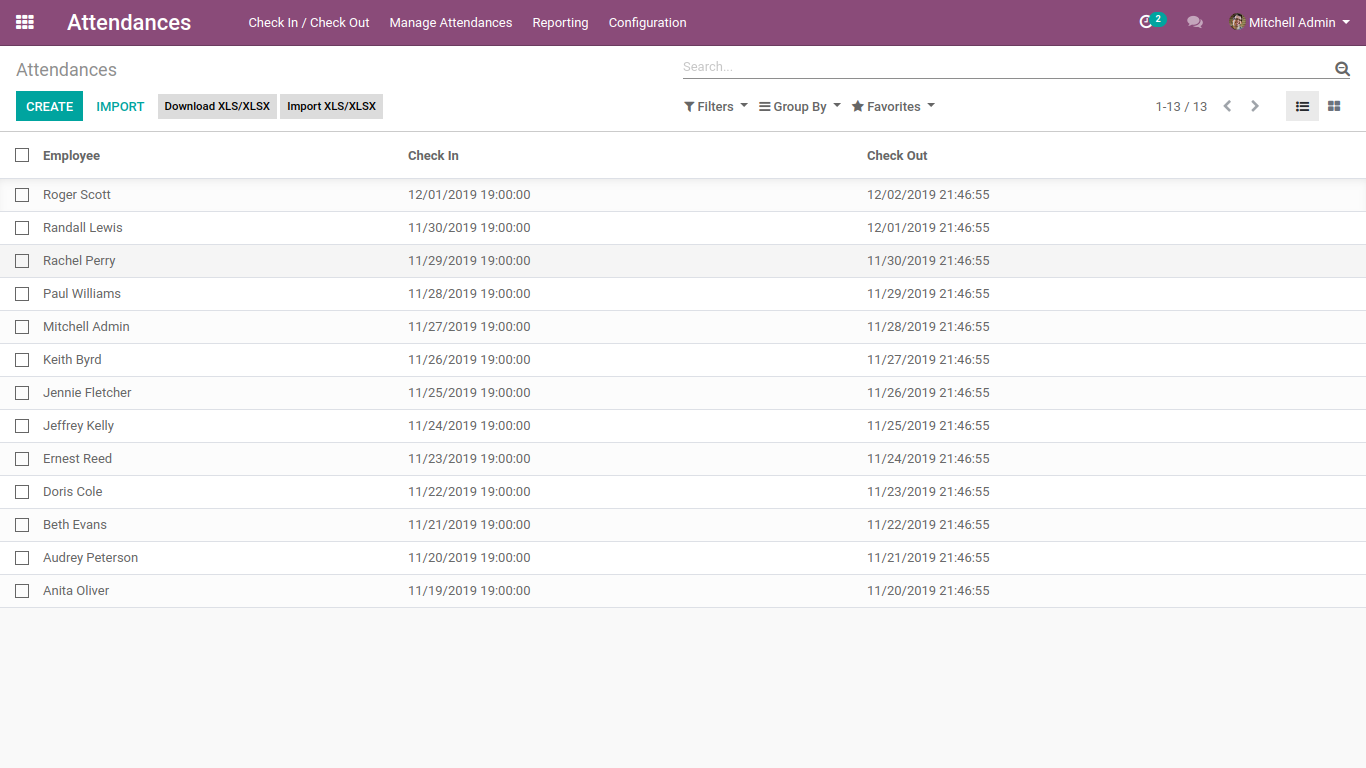 Attendances Check In / Check Out Manage Attendances Reporting Configuration 2 Mitchell Admin
Attendances Search...
CREATE IMPORT Download XLS/XLSX Import XLS/XLSX Filters Group By Favorites 1-13 / 13
Employee Check In Check Out
Roger Scott 12/01/2019 19:00:00 12/02/2019 21:46:55
Randall Lewis 11/30/2019 19:00:00 12/01/2019 21:46:55
Rachel Perry 11/29/2019 19:00:00 11/30/2019 21:46:55
Paul Williams 11/28/2019 19:00:00 11/29/2019 21:46:55
Mitchell Admin 11/27/2019 19:00:00 11/28/2019 21:46:55
Keith Byrd 11/26/2019 19:00:00 11/27/2019 21:46:55
Jennie Fletcher 11/25/2019 19:00:00 11/26/2019 21:46:55
Jeffrey Kelly 11/24/2019 19:00:00 11/25/2019 21:46:55
Ernest Reed 11/23/2019 19:00:00 11/24/2019 21:46:55
Doris Cole 11/22/2019 19:00:00 11/23/2019 21:46:55
Beth Evans 11/21/2019 19:00:00 11/22/2019 21:46:55
Audrey Peterson 11/20/2019 19:00:00 11/21/2019 21:46:55
Anita Oliver 11/19/2019 19:00:00 11/20/2019 21:46:55